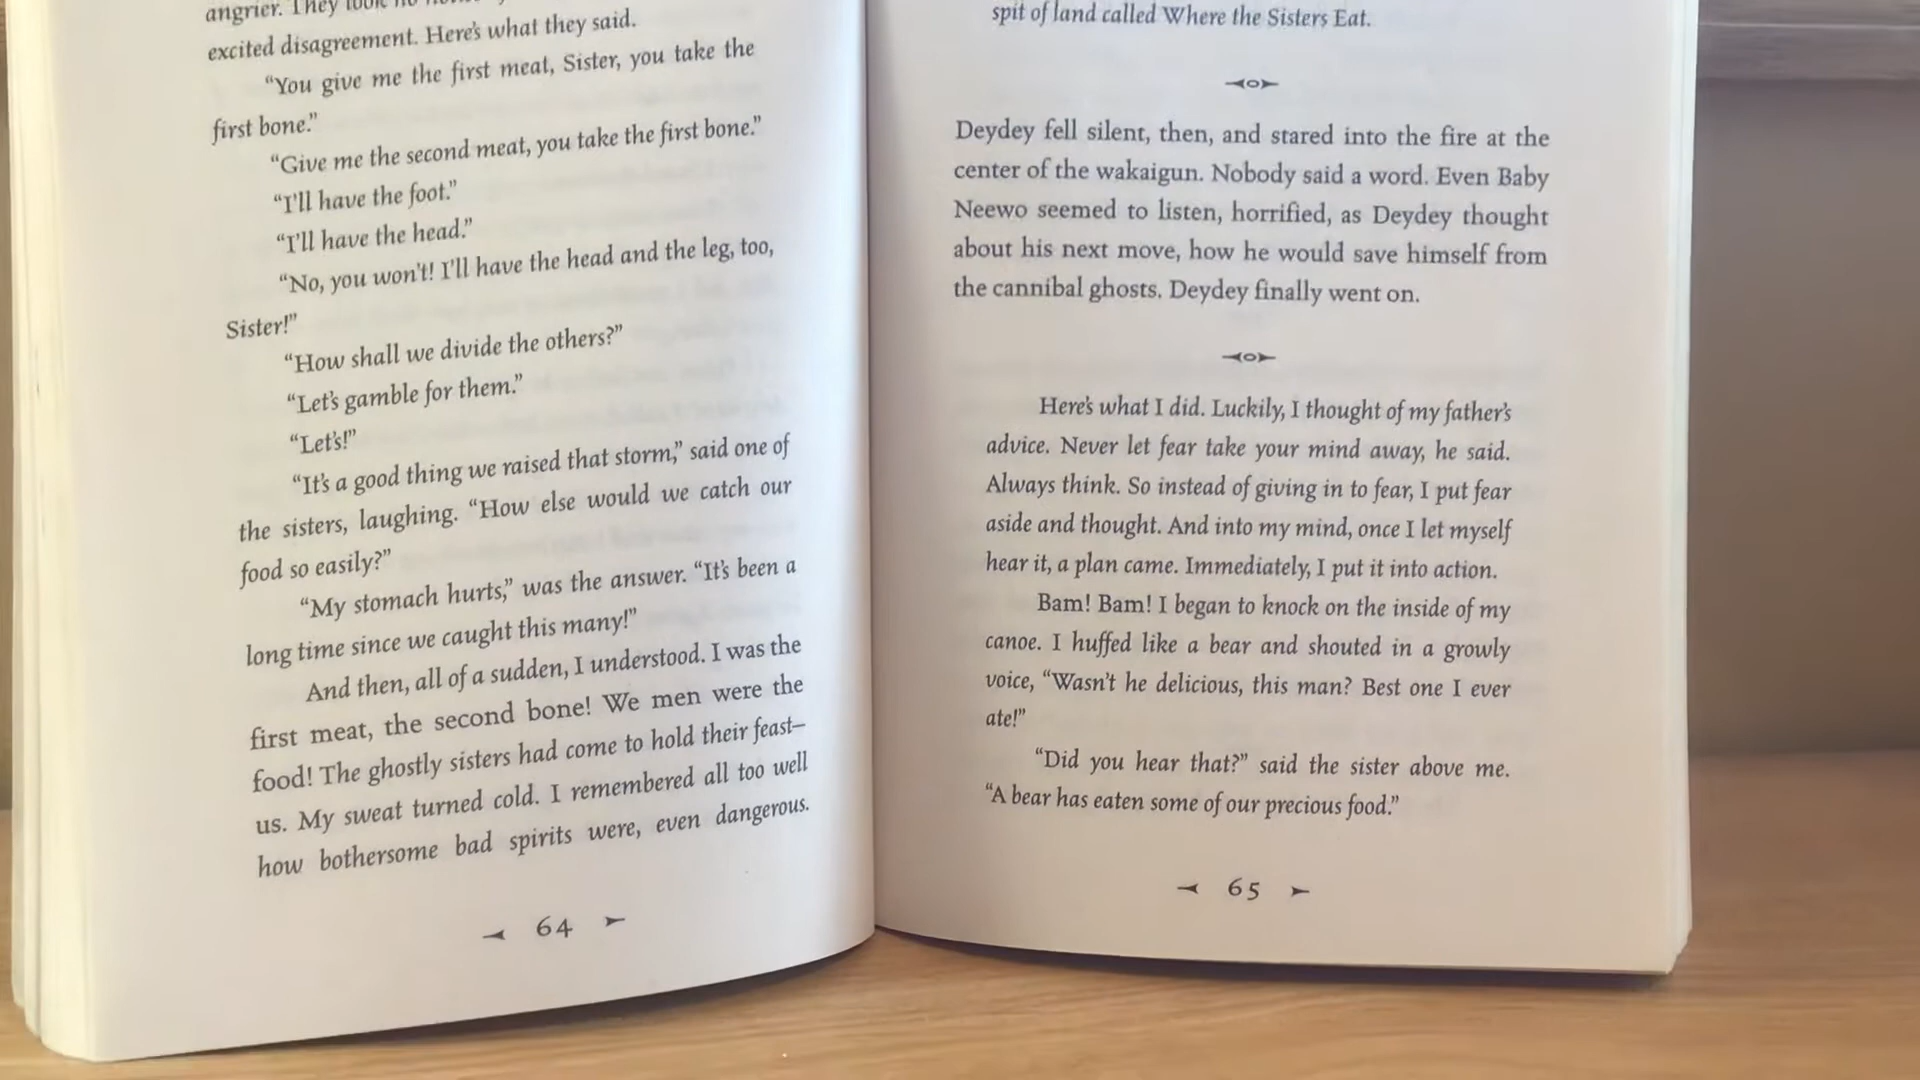 angrier. They took no
excited disagreement. Here's what they said.
“You give me the first meat, Sister, you take the
first bone.”
“Give me the second meat, you take the first bone.”
“I'll have the foot.”
“I'll have the head.”
“No, you won't! I'll have the head and the leg, too,
Sister!”
“How shall we divide the others?”
“Let's gamble for them.”
“Let's!”
“It's a good thing we raised that storm,” said one of
the sisters, laughing. “How else would we catch our
food so easily?”
“My stomach hurts,” was the answer. “It's been a
long time since we caught this many!”
And then, all of a sudden, I understood. I was the
first meat, the second bone! We men were the
food! The ghostly sisters had come to hold their feast—
us. My sweat turned cold. I remembered all too well
how bothersome bad spirits were, even dangerous.
64
spit of land called Where the Sisters Eat.
Deydey fell silent, then, and stared into the fire at the
center of the wakaigun. Nobody said a word. Even Baby
Neewo seemed to listen, horrified, as Deydey thought
about his next move, how he would save himself from
the cannibal ghosts. Deydey finally went on.
Here's what I did. Luckily, I thought of my father's
advice. Never let fear take your mind away, he said.
Always think. So instead of giving in to fear, I put fear
aside and thought. And into my mind, once I let myself
hear it, a plan came. Immediately, I put it into action.
Bam! Bam! I began to knock on the inside of my
canoe. I huffed like a bear and shouted in a growly
voice, “Wasn't he delicious, this man? Best one I ever
ate!”
“Did you hear that?” said the sister above me.
“A bear has eaten some of our precious food.”
65